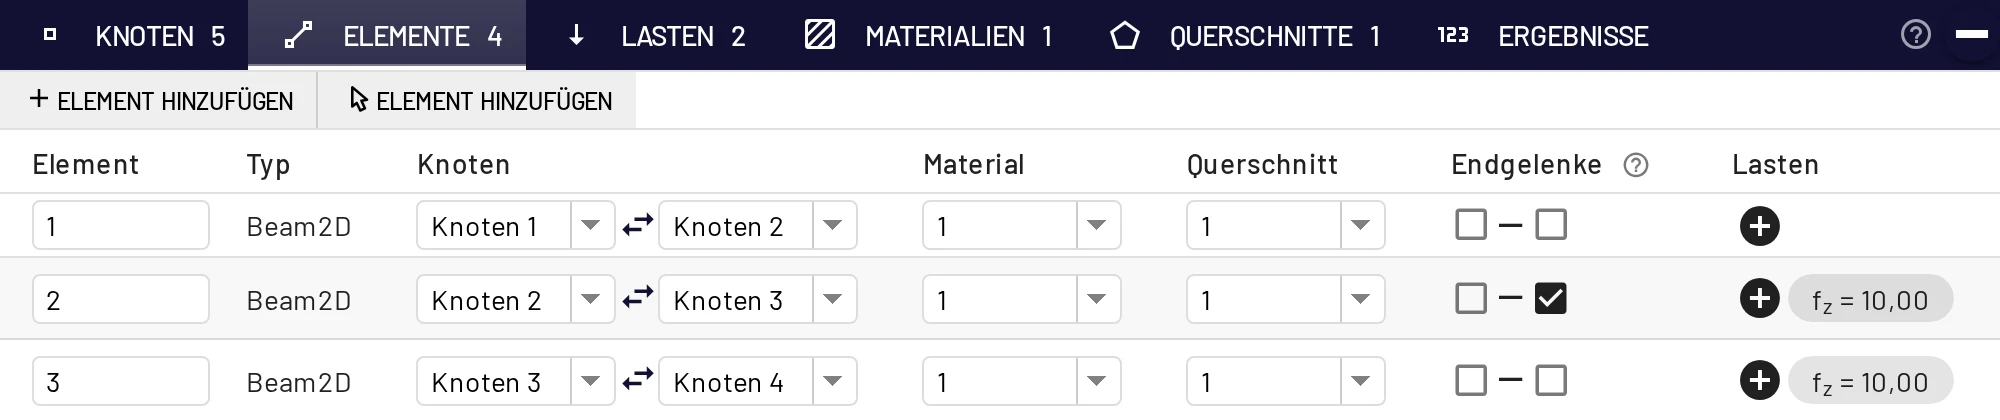 KNOTEN 5 ELEMENTE 4 LASTEN 2 MATERIALIEN 1 QUERSCHNITTE 1 123 ERGEBNISSE ?
+ ELEMENT HINZUFÜGEN ELEMENT HINZUFÜGEN
Element Typ Knoten Material Querschnitt Endgelenke ? Lasten
1 Beam2D Knoten 1 Knoten 2 1 1
2 Beam2D Knoten 2 Knoten 3 1 1 fz = 10,00
3 Beam2D Knoten 3 Knoten 4 1 1 fz = 10,00